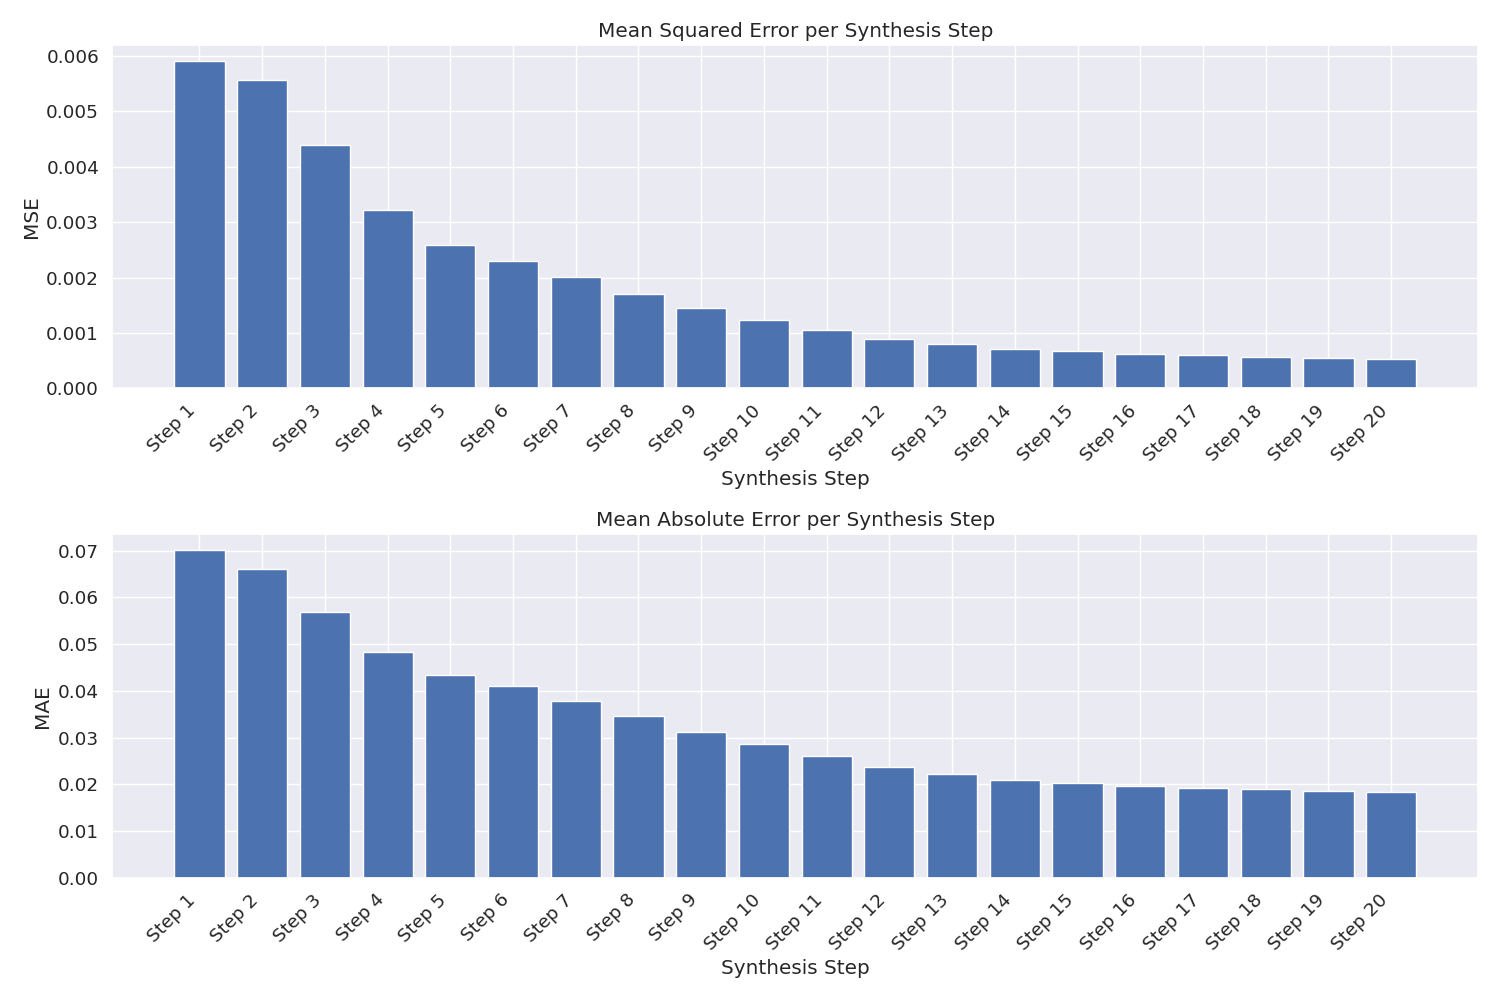 Mean Squared Error per Synthesis Step
MSE
0.006
0.005
0.004
0.003
0.002
0.001
0.000
Step 1
Step 2
Step 3
Step 4
Step 5
Step 6
Step 7
Step 8
Step 9
Step 10
Step 11
Step 12
Step 13
Step 14
Step 15
Step 16
Step 17
Step 18
Step 19
Step 20
Synthesis Step
Mean Absolute Error per Synthesis Step
MAE
0.07
0.06
0.05
0.04
0.03
0.02
0.01
0.00
Step 1
Step 2
Step 3
Step 4
Step 5
Step 6
Step 7
Step 8
Step 9
Step 10
Step 11
Step 12
Step 13
Step 14
Step 15
Step 16
Step 17
Step 18
Step 19
Step 20
Synthesis Step